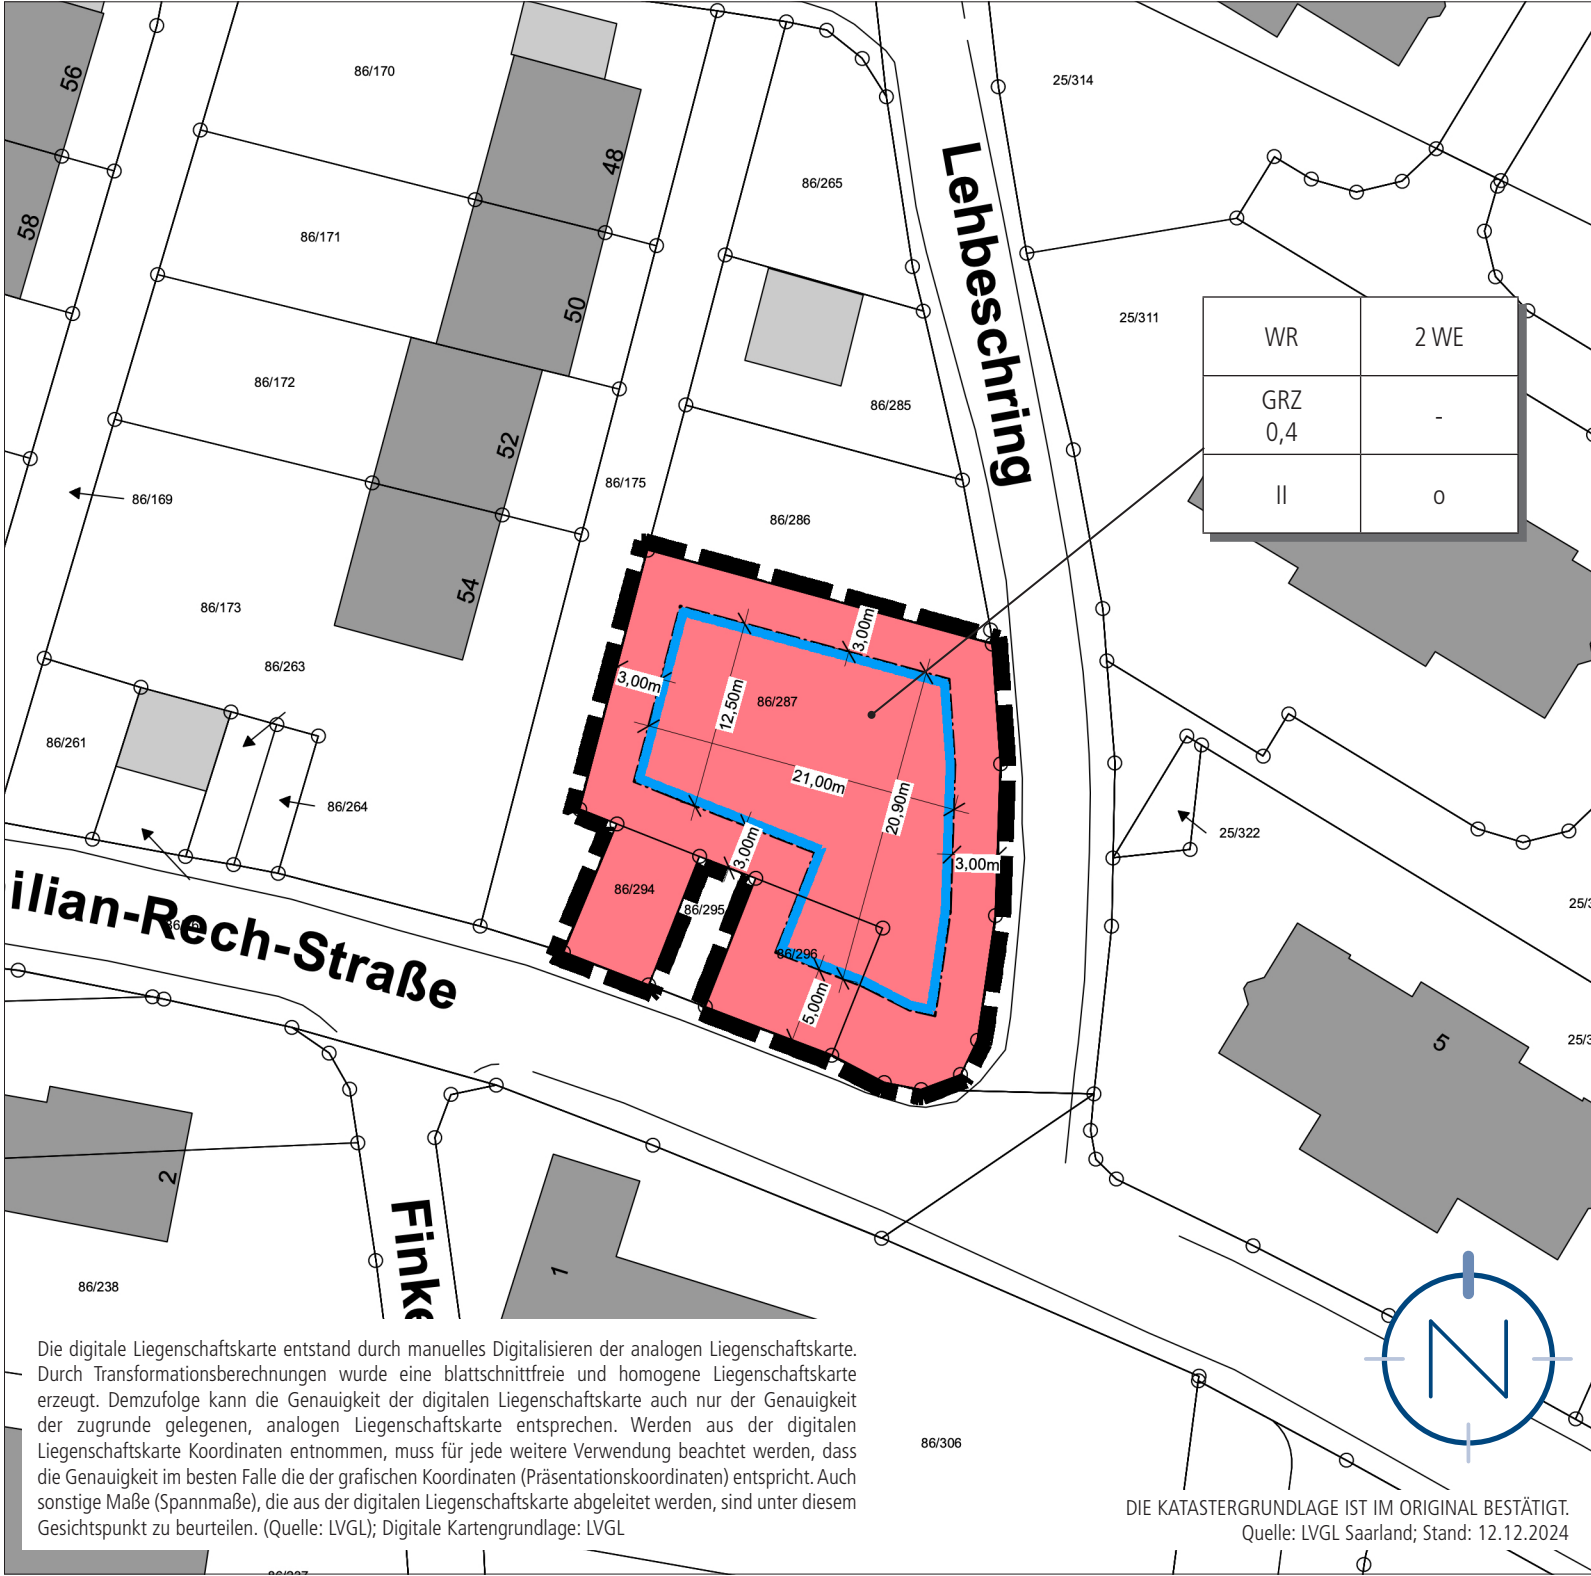 56
86/170
25/314
48
Lehbeschring
86/265
58
86/171
50
25/311
WR
2 WE
86/172
86/285
GRZ
0,4
-
52
86/175
II
o
86/169
86/286
54
86/173
3,00m
86/263
3,00m
12,50m
86/287
86/261
21,00m
20,90m
86/264
25/322
3,00m
3,00m
86/294
86/295
ilian-Rech-Straße
86/296
5,00m
5
2
Finke
1
86/238
Die digitale Liegenschaftskarte entstand durch manuelles Digitalisieren der analogen Liegenschaftskarte.
Durch Transformationsberechnungen wurde eine blattschnittfreie und homogene Liegenschaftskarte
erzeugt. Demzufolge kann die Genauigkeit der digitalen Liegenschaftskarte auch nur der Genauigkeit
der zugrunde gelegenen, analogen Liegenschaftskarte entsprechen. Werden aus der digitalen
Liegenschaftskarte Koordinaten entnommen, muss für jede weitere Verwendung beachtet werden, dass
die Genauigkeit im besten Falle die der grafischen Koordinaten (Präsentationskoordinaten) entspricht. Auch
sonstige Maße (Spannmaße), die aus der digitalen Liegenschaftskarte abgeleitet werden, sind unter diesem
Gesichtspunkt zu beurteilen. (Quelle: LVGL); Digitale Kartengrundlage: LVGL
N
86/306
DIE KATASTERGRUNDLAGE IST IM ORIGINAL BESTÄTIGT.
Quelle: LVGL Saarland; Stand: 12.12.2024